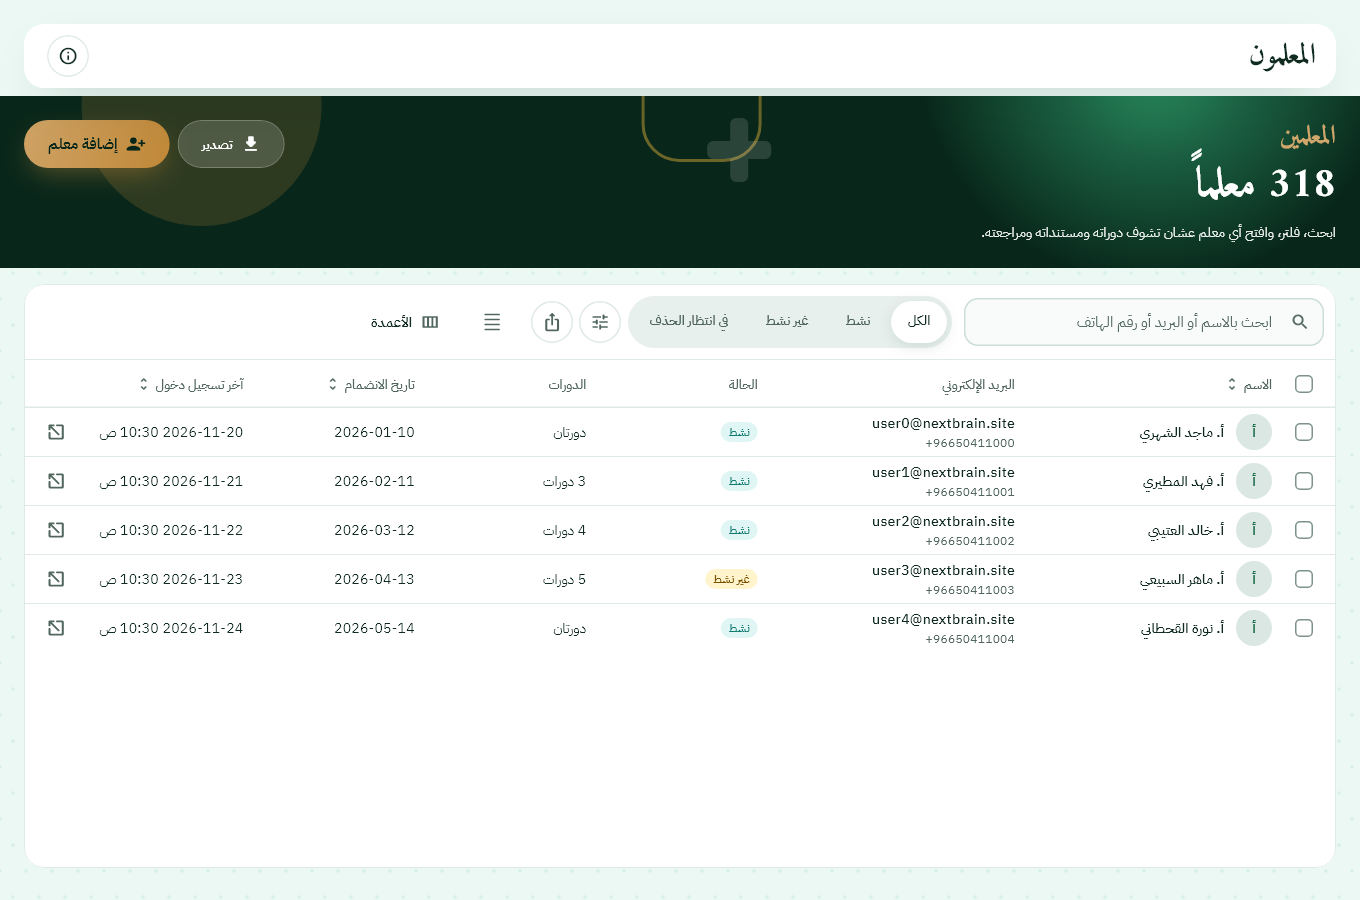 المعلمون
المعلمين
318 معلماً
ابحث، فلتر، وافتح أي معلم عشان تشوف دوراته ومستنداته ومراجعته.
تصدير
إضافة معلم
ابحث بالاسم أو البريد أو رقم الهاتف
الكل نشط غير نشط في انتظار الحذف
الأعمدة
الاسم البريد الإلكتروني الحالة الدورات تاريخ الانضمام آخر تسجيل دخول
أ أ. ماجد الشهري user0@nextbrain.site نشط دورتان 2026-01-10 2026-11-20 10:30 ص
+96650411000
أ أ. فهد المطيري user1@nextbrain.site نشط 3 دورات 2026-02-11 2026-11-21 10:30 ص
+96650411001
أ أ. خالد العتيبي user2@nextbrain.site نشط 4 دورات 2026-03-12 2026-11-22 10:30 ص
+96650411002
أ أ. ماهر السبيعي user3@nextbrain.site غير نشط 5 دورات 2026-04-13 2026-11-23 10:30 ص
+96650411003
أ أ. نورة القحطاني user4@nextbrain.site نشط دورتان 2026-05-14 2026-11-24 10:30 ص
+96650411004